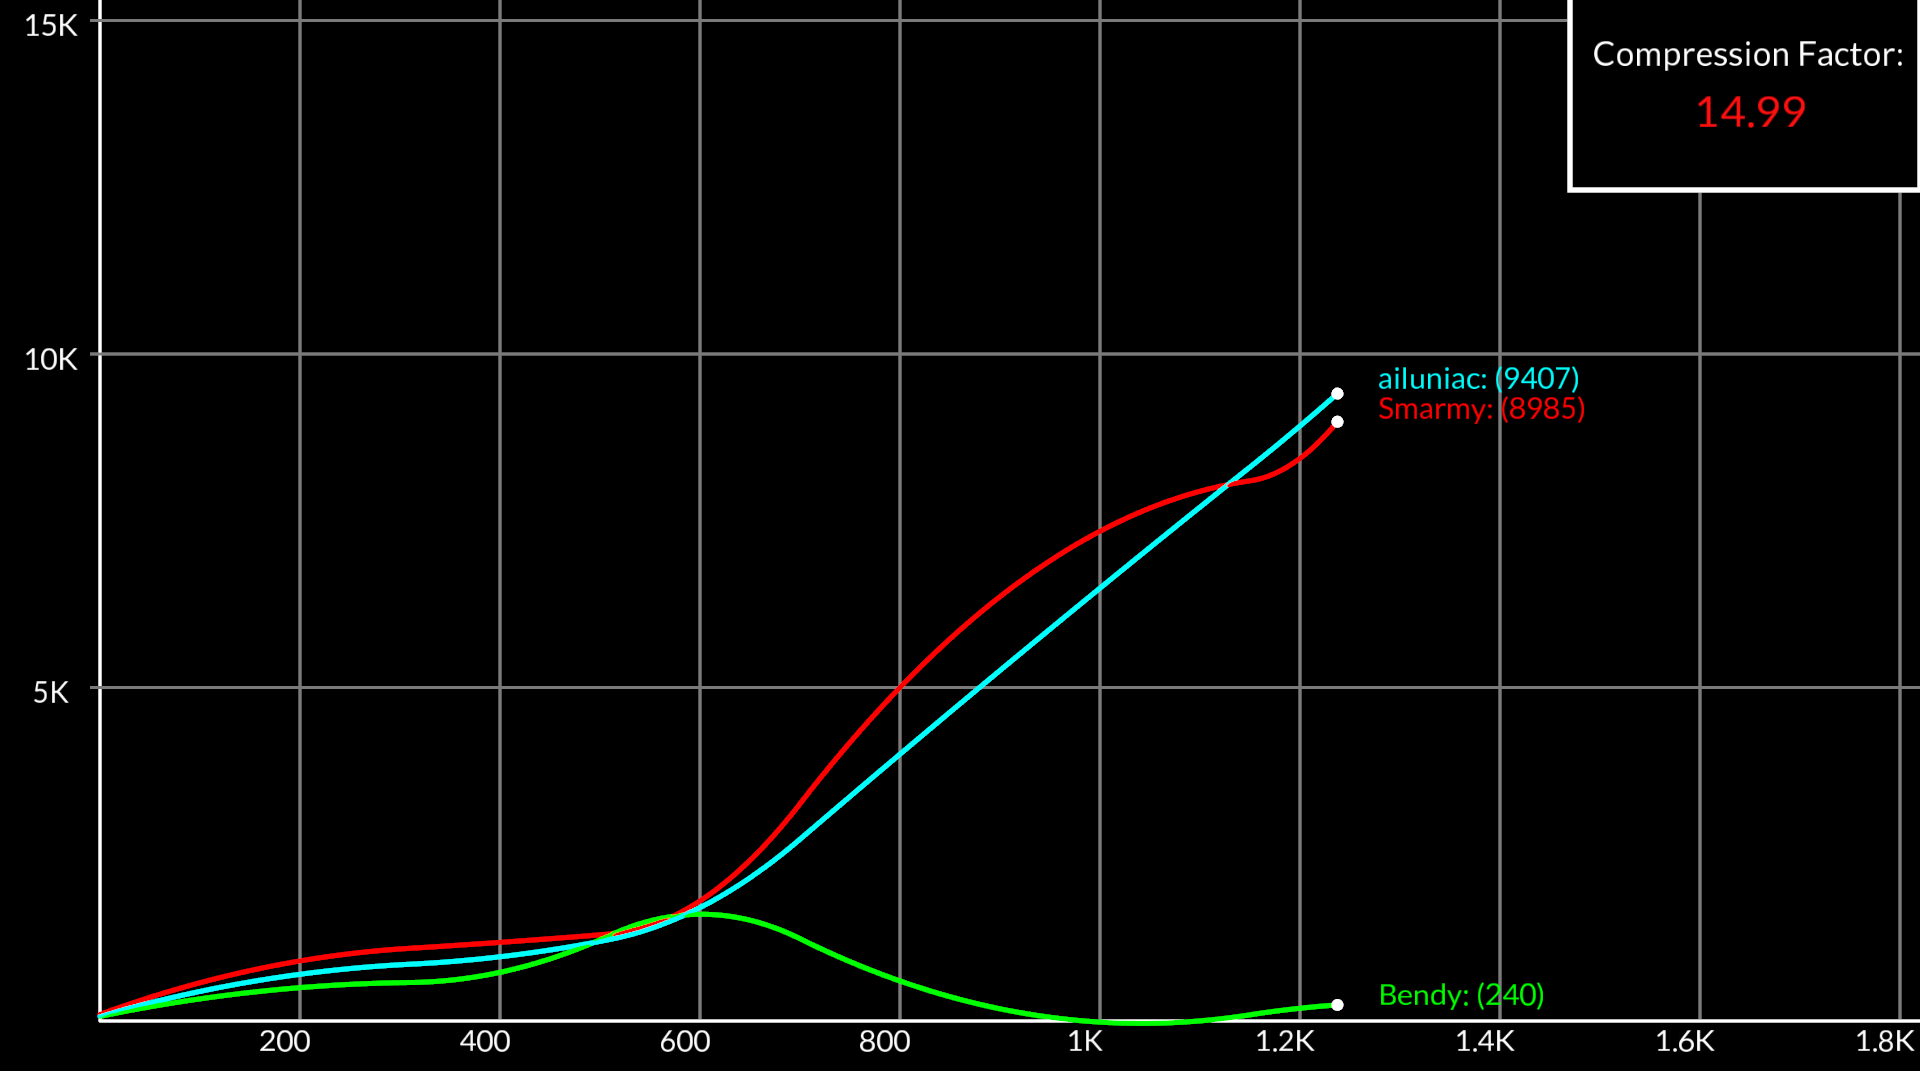 15K
Compression Factor:
14.99
10K
ailuniac: (9407)
Smarmy: (8985)
5K
Bendy: (240)
200 400 600 800 1K 1.2K 1.4K 1.6K 1.8K